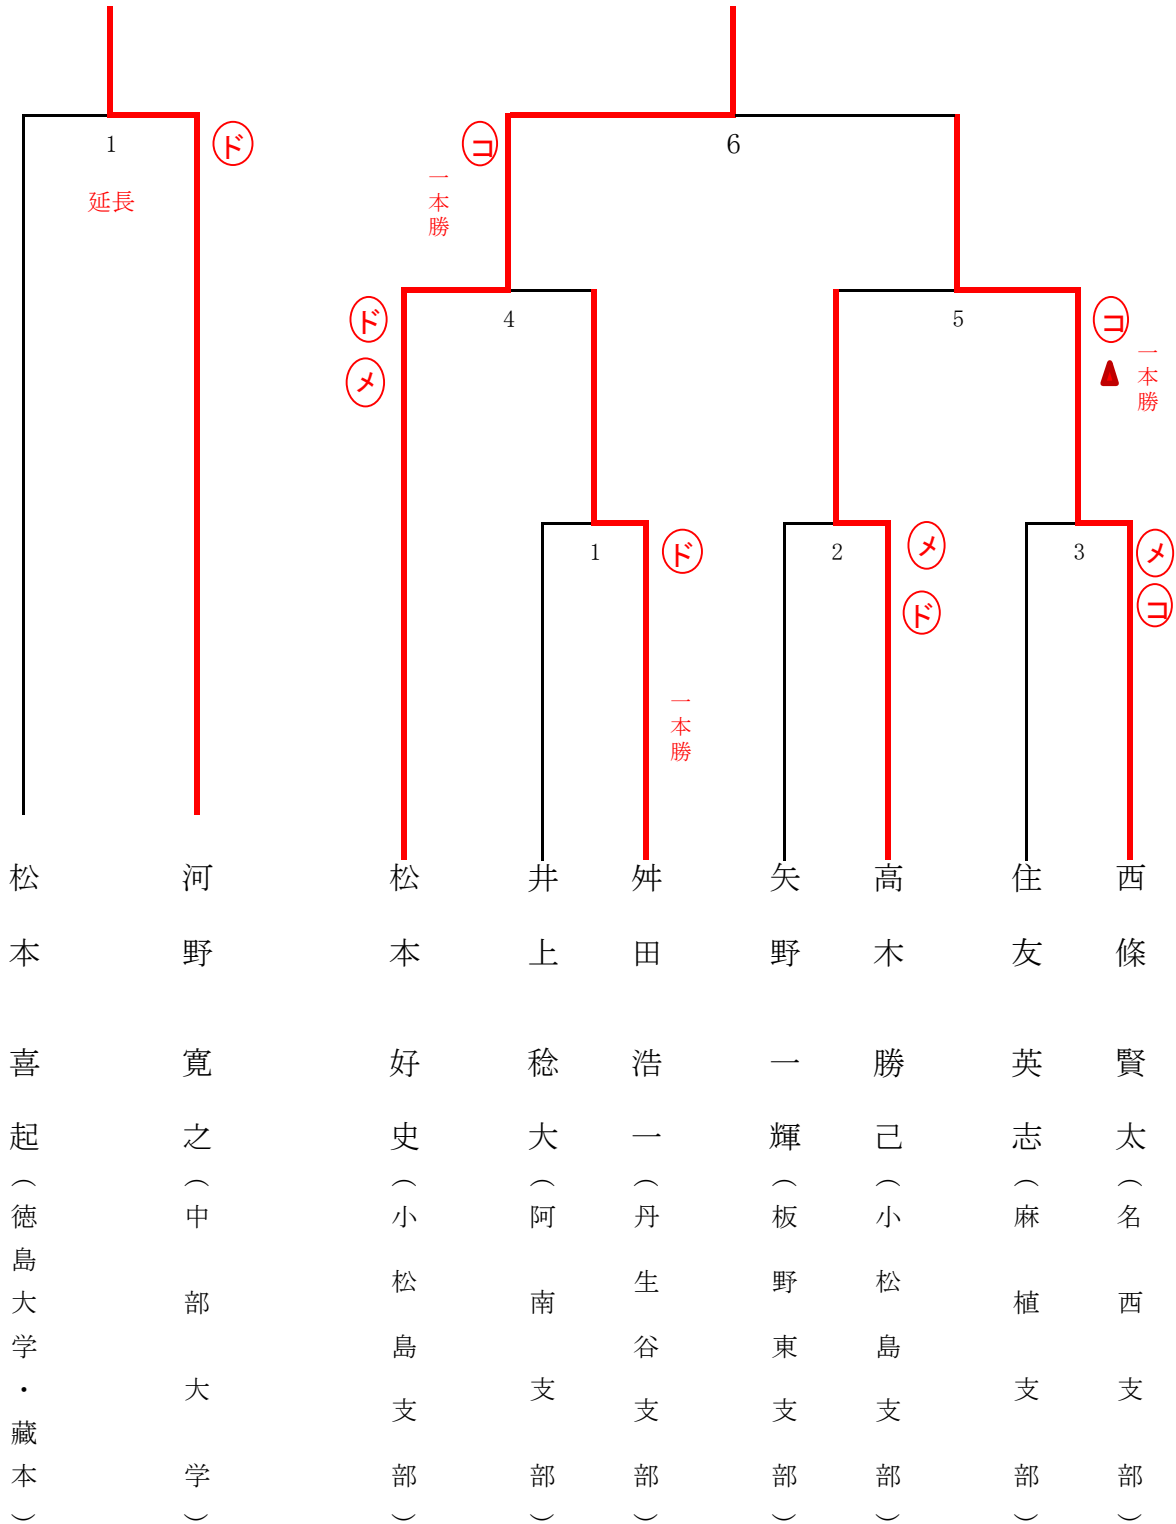 1
延長
ド
コ
一本勝
6
ド
メ
4
5
コ
一本勝
1
ド
一本勝
2
メ
ド
3
メ
コ
松本 喜起(徳島大学・蔵本)
河野 寛之(中部大学)
松本 好史(小松島支部)
井上 稔大(阿南支部)
舛田 浩一(丹生谷支部)
矢野 一輝(板野東支部)
高木 勝己(小松島支部)
住友 英志(麻植支部)
西條 賢太(名西支部)